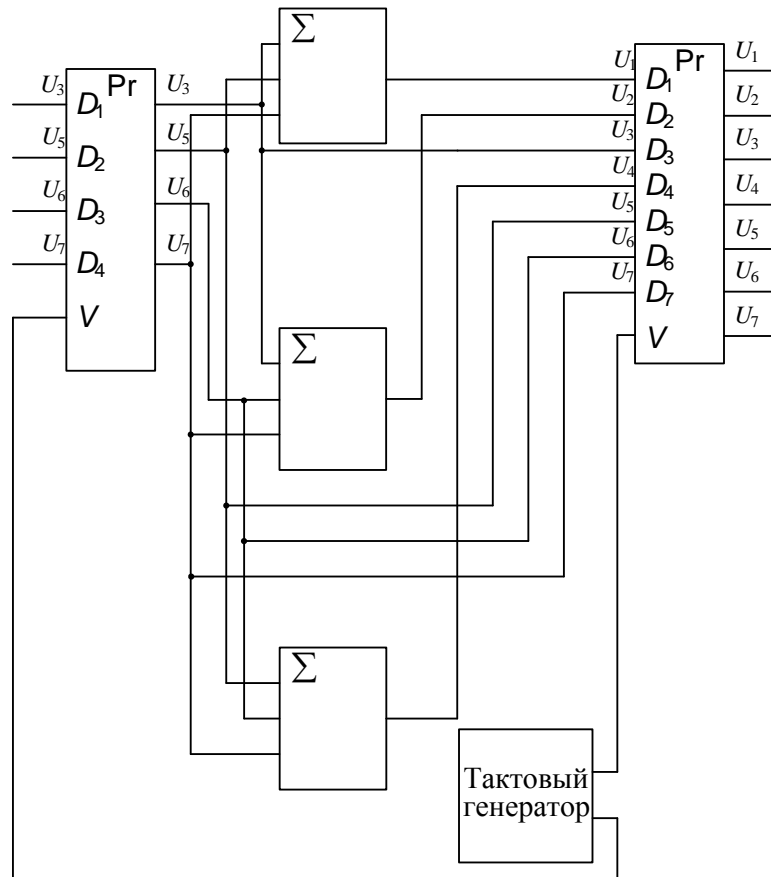 Σ
Pr
U₃
D₁
U₃
U₅
D₂
U₅
U₆
D₃
U₆
U₇
D₄
U₇
V
Σ
Σ
Pr
U₁
D₁
U₁
U₂
D₂
U₂
U₃
D₃
U₃
U₄
D₄
U₄
U₅
D₅
U₅
U₆
D₆
U₆
U₇
D₇
U₇
V
Тактовый
генератор